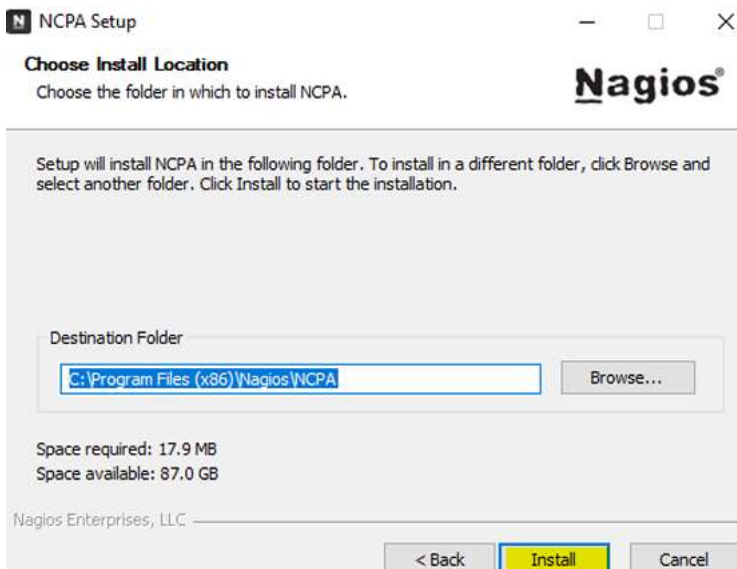 N NCPA Setup
Choose Install Location
Choose the folder in which to install NCPA.
Nagios®
Setup will install NCPA in the following folder. To install in a different folder, click Browse and
select another folder. Click Install to start the installation.
Destination Folder
C:\Program Files (x86)\Nagios\NCPA
Browse...
Space required: 17.9 MB
Space available: 87.0 GB
Nagios Enterprises, LLC
< Back Install Cancel